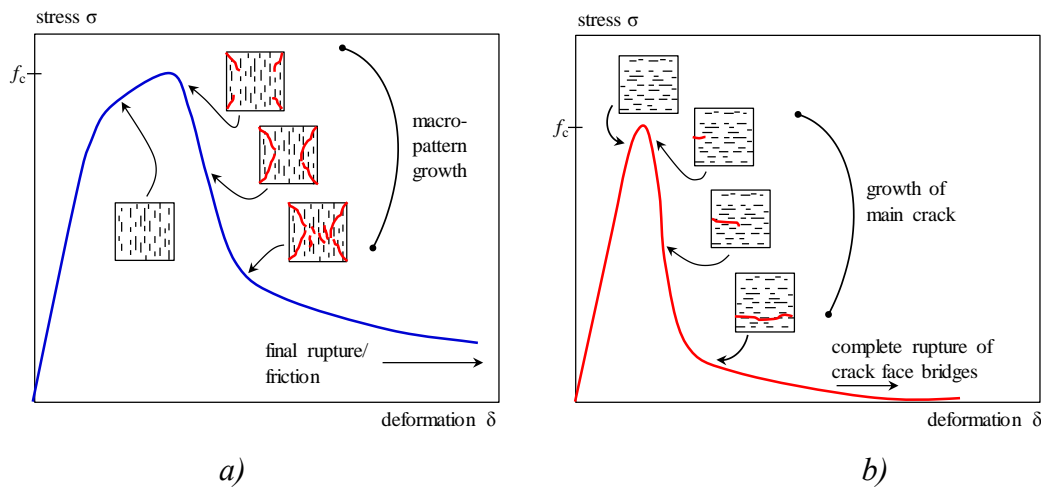 stress σ
f_c
macro-
pattern
growth
final rupture/
friction
deformation δ
a)
stress σ
f_c
growth of
main crack
complete rupture of
crack face bridges
deformation δ
b)